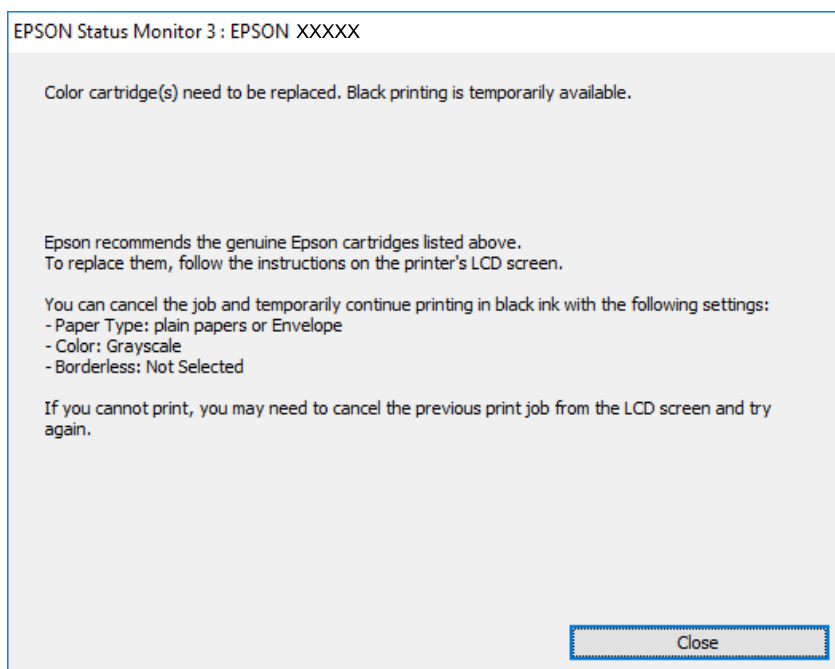 EPSON Status Monitor 3 : EPSON XXXXX
Color cartridge(s) need to be replaced. Black printing is temporarily available.
Epson recommends the genuine Epson cartridges listed above.
To replace them, follow the instructions on the printer's LCD screen.
You can cancel the job and temporarily continue printing in black ink with the following settings:
- Paper Type: plain papers or Envelope
- Color: Grayscale
- Borderless: Not Selected
If you cannot print, you may need to cancel the previous print job from the LCD screen and try
again.
Close